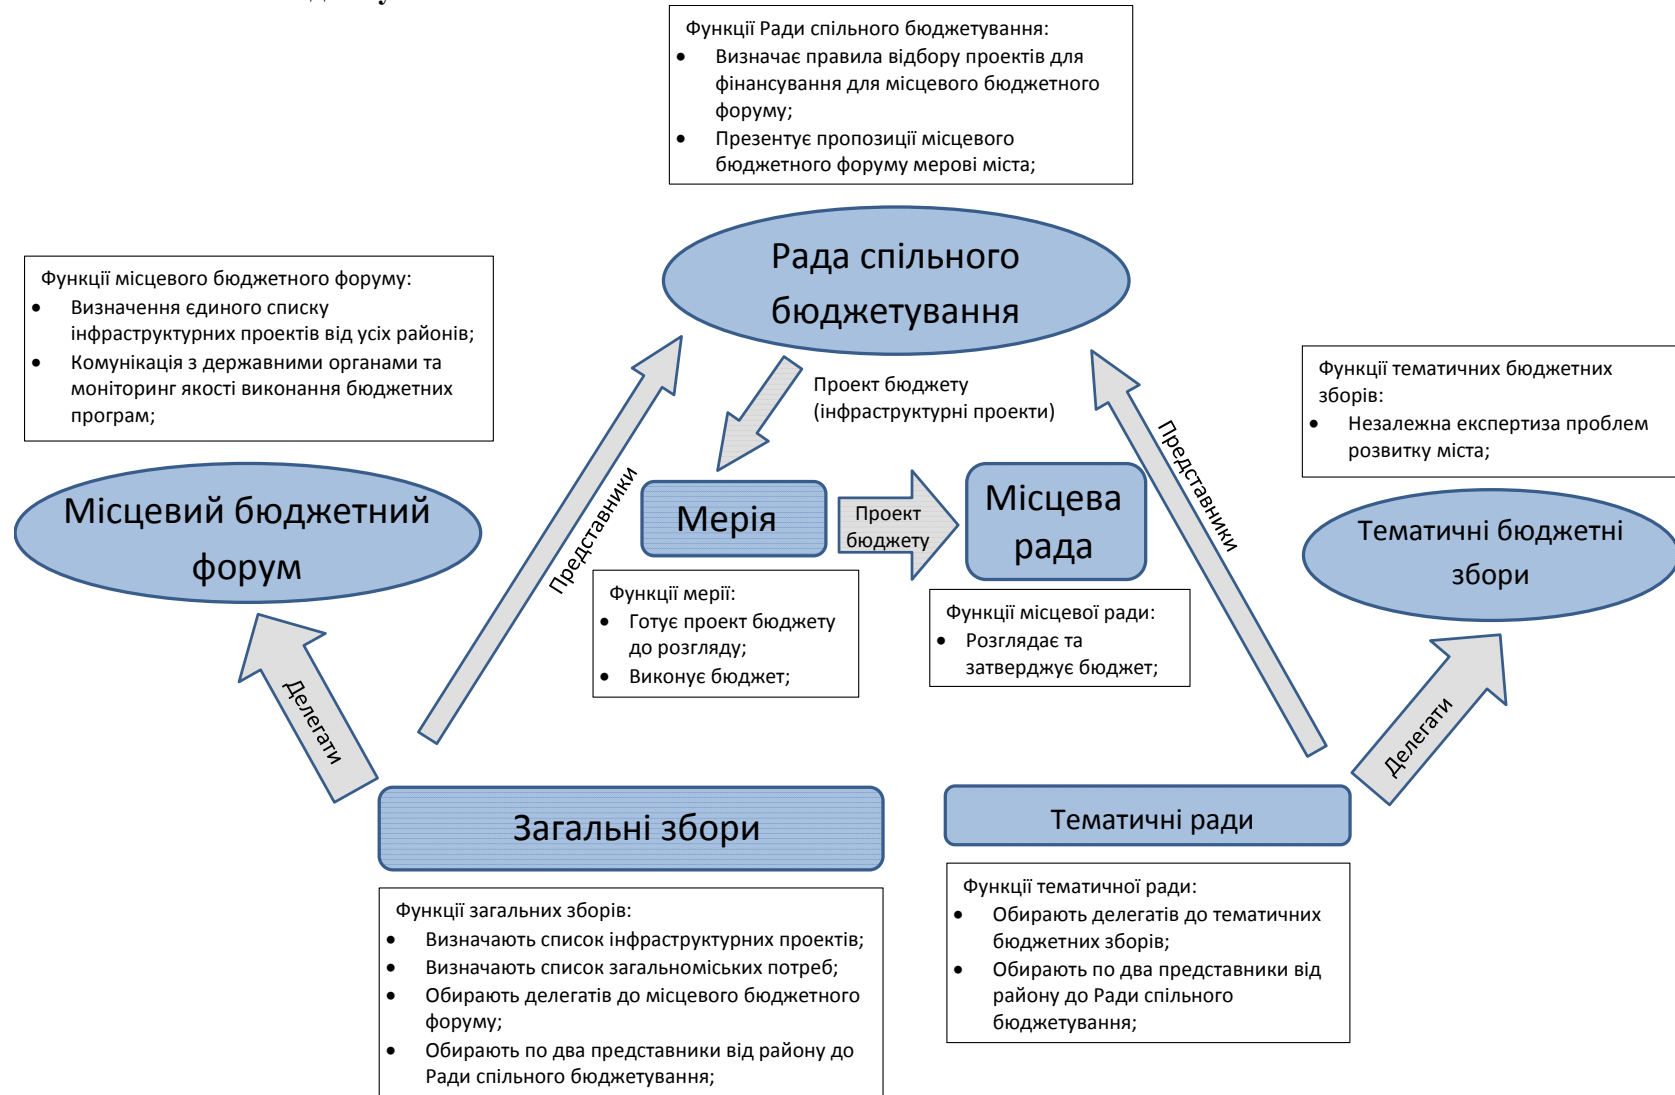 Функції Ради спільного бюджетування:
• Визначає правила відбору проектів для
фінансування для місцевого бюджетного
форуму;
• Презентує пропозиції місцевого
бюджетного форуму мерові міста;
Рада спільного
бюджетування
Функції місцевого бюджетного форуму:
• Визначення єдиного списку
інфраструктурних проектів від усіх районів;
• Комунікація з державними органами та
моніторинг якості виконання бюджетних
програм;
Місцевий бюджетний
форум
Представники
Проект бюджету
(інфраструктурні проекти)
Мерія
Проект
бюджету
Місцева
рада
Представники
Функції тематичних бюджетних
зборів:
• Незалежна експертиза проблем
розвитку міста;
Тематичні бюджетні
збори
Функції мерії:
• Готує проект бюджету
до розгляду;
• Виконує бюджет;
Функції місцевої ради:
• Розглядає та
затверджує бюджет;
Делегати
Делегати
Загальні збори
Тематичні ради
Функції загальних зборів:
• Визначають список інфраструктурних проектів;
• Визначають список загальноміських потреб;
• Обирають делегатів до місцевого бюджетного
форуму;
• Обирають по два представники від району до
Ради спільного бюджетування;
Функції тематичної ради:
• Обирають делегатів до тематичних
бюджетних зборів;
• Обирають по два представники від
району до Ради спільного
бюджетування;